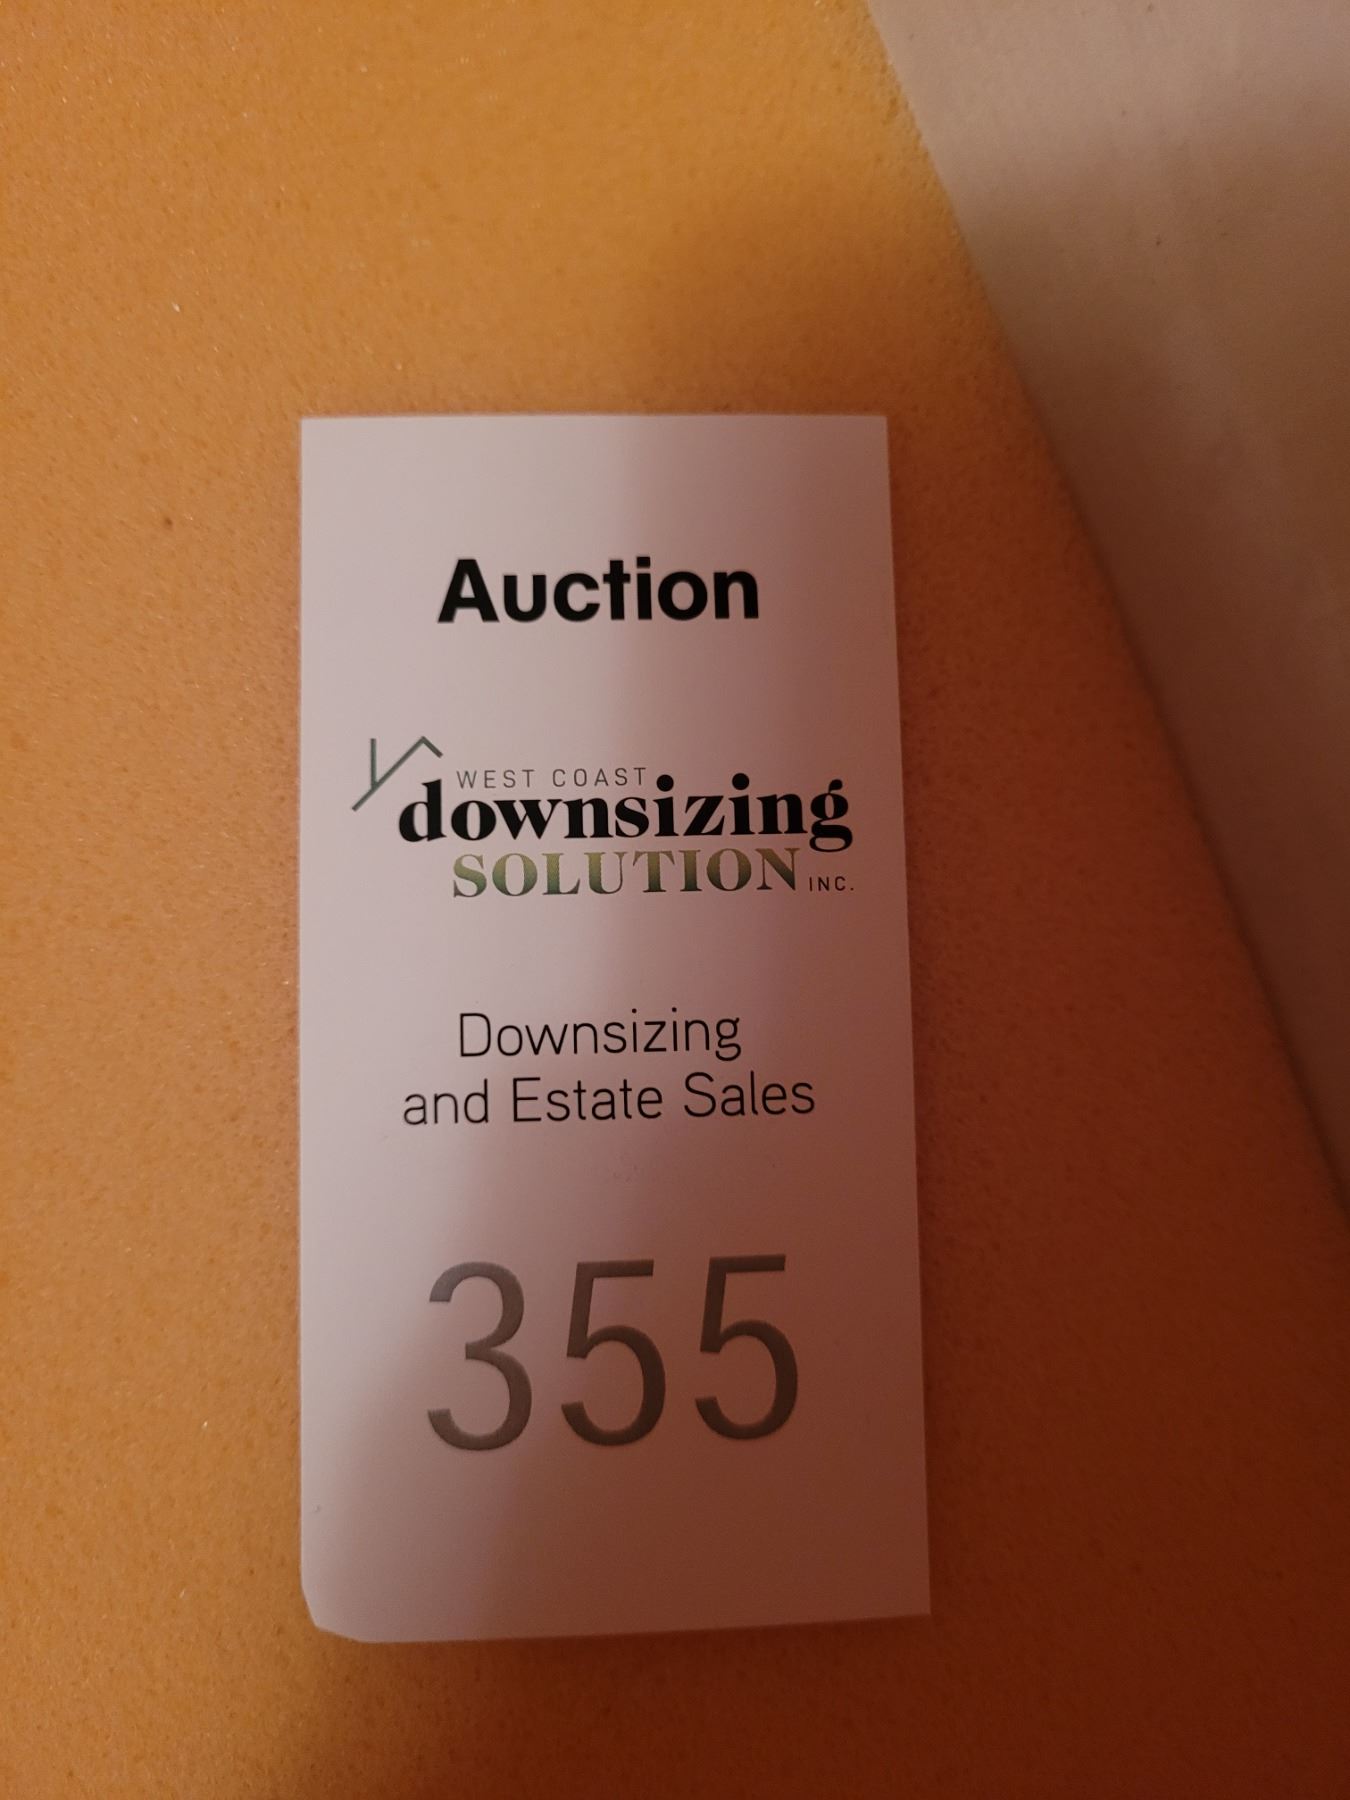 Auction
WEST COAST
downsizing
SOLUTION INC.
Downsizing
and Estate Sales
355